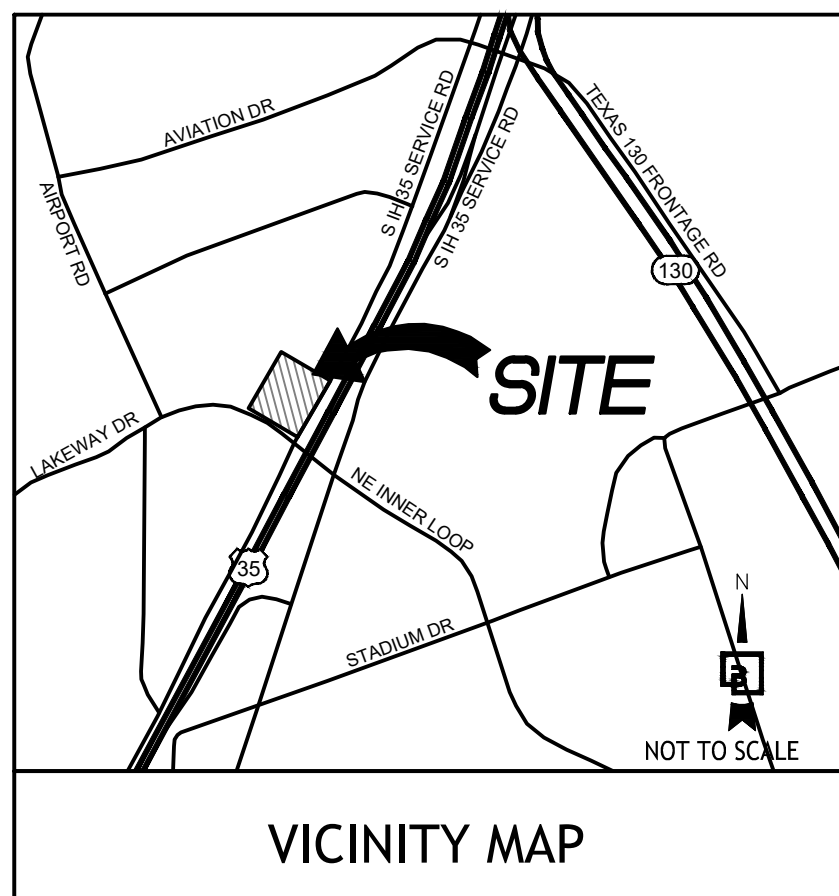 AVIATION DR
S IH 35 SERVICE RD
S IH 35 SERVICE RD
TEXAS 130 FRONTAGE RD
AIRPORT RD
130
SITE
LAKEWAY DR
NE INNER LOOP
35
STADIUM DR
N
NOT TO SCALE
VICINITY MAP